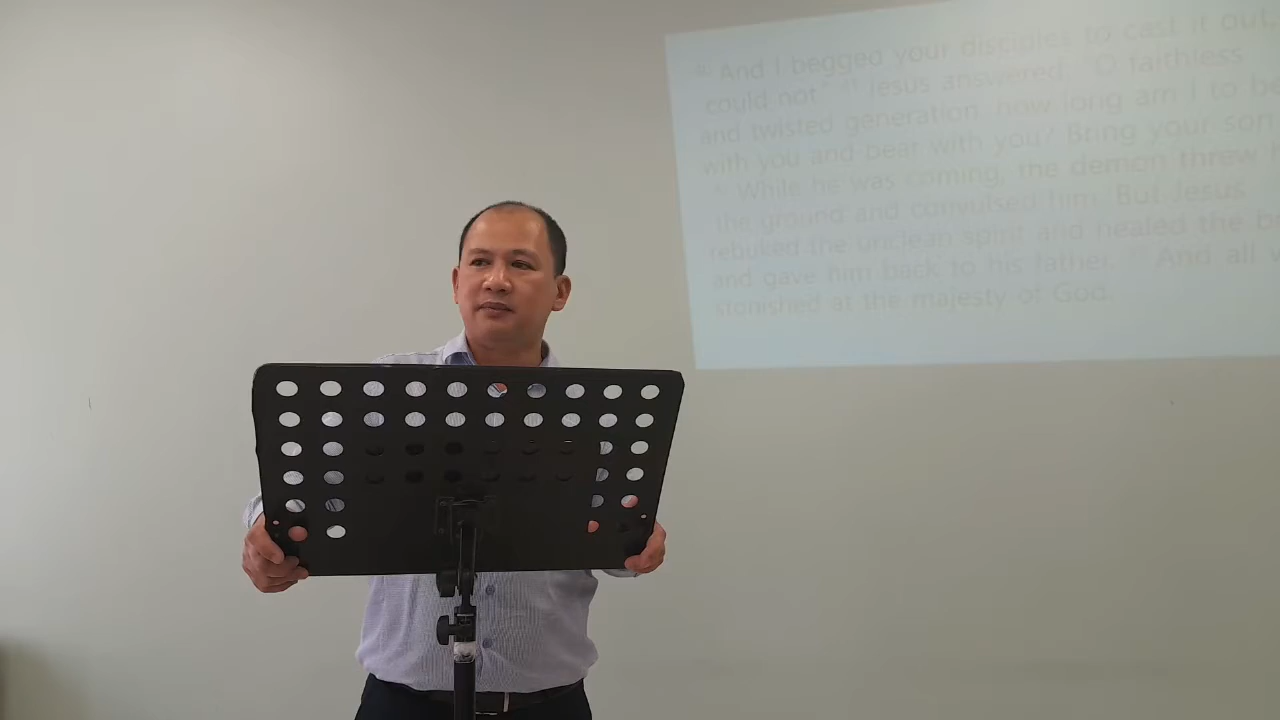 40 And I begged your disciples to cast it out,
could not" 41 Jesus answered, "O faithless
and twisted generation how long am I to be
with you and bear with you? Bring your son
While he was coming, the demon threw h
the ground and convulsed him. But Jesus
rebuked the unclean spirit and healed the b
and gave him back to his father. And all w
stonished at the majesty of God.